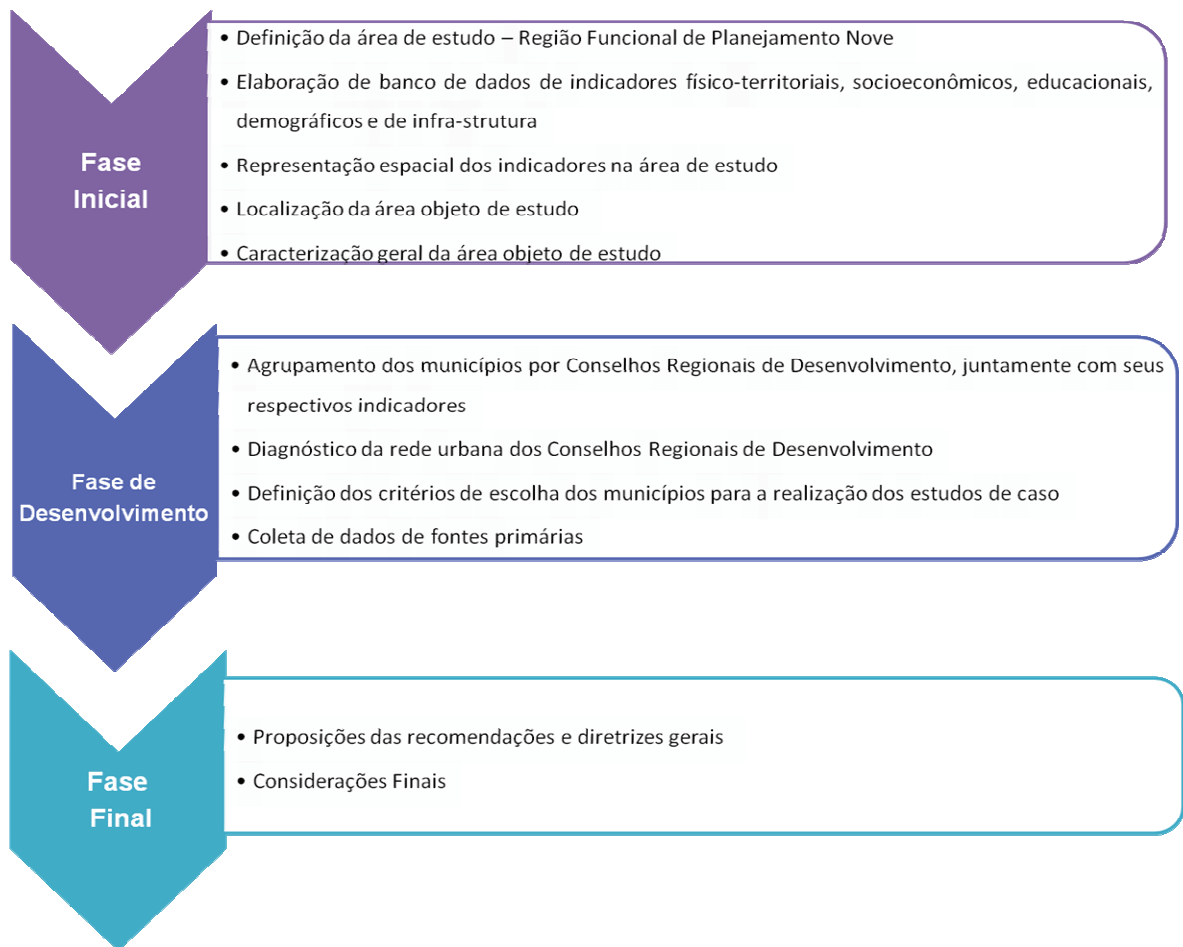 Fase
Inicial
• Definição da área de estudo – Região Funcional de Planejamento Nove
• Elaboração de banco de dados de indicadores físico-territoriais, socioeconômicos, educacionais,
demográficos e de infra-strutura
• Representação espacial dos indicadores na área de estudo
• Localização da área objeto de estudo
• Caracterização geral da área objeto de estudo
Fase de
Desenvolvimento
• Agrupamento dos municípios por Conselhos Regionais de Desenvolvimento, juntamente com seus
respectivos indicadores
• Diagnóstico da rede urbana dos Conselhos Regionais de Desenvolvimento
• Definição dos critérios de escolha dos municípios para a realização dos estudos de caso
• Coleta de dados de fontes primárias
Fase
Final
• Proposições das recomendações e diretrizes gerais
• Considerações Finais